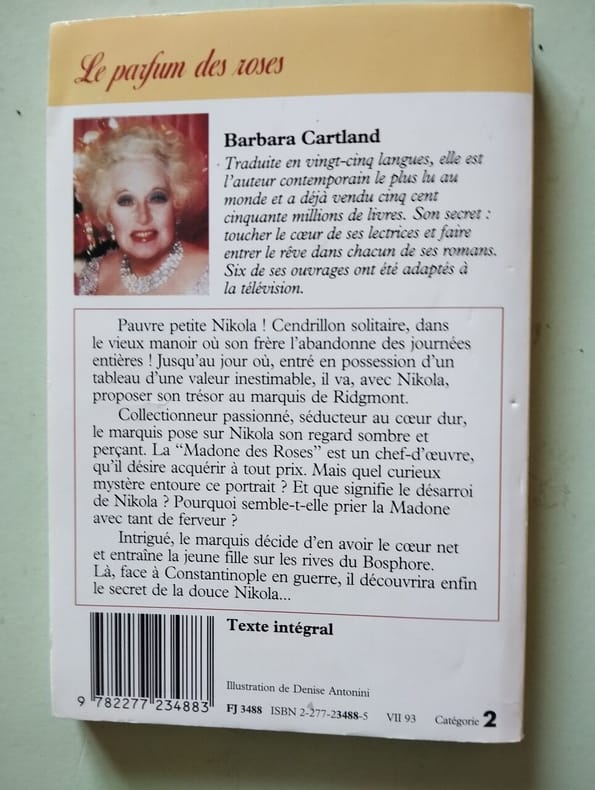 Le parfum des roses
Barbara Cartland
Traduite en vingt-cinq langues, elle est
l'auteur contemporain le plus lu au
monde et a déjà vendu cinq cent
cinquante millions de livres. Son secret :
toucher le cœur de ses lectrices et faire
entrer le rêve dans chacun de ses romans.
Six de ses ouvrages ont été adaptés à
la télévision.
Pauvre petite Nikola ! Cendrillon solitaire, dans
le vieux manoir où son frère l'abandonne des journées
entières ! Jusqu'au jour où, entré en possession d'un
tableau d'une valeur inestimable, il va, avec Nikola,
proposer son trésor au marquis de Ridgmont.
Collectionneur passionné, séducteur au cœur dur,
le marquis pose sur Nikola son regard sombre et
perçant. La “Madone des Roses” est un chef-d'œuvre,
qu'il désire acquérir à tout prix. Mais quel curieux
mystère entoure ce portrait ? Et que signifie le désarroi
de Nikola ? Pourquoi semble-t-elle prier la Madone
avec tant de ferveur ?
Intrigué, le marquis décide d'en avoir le cœur net
et entraîne la jeune fille sur les rives du Bosphore.
Là, face à Constantinople en guerre, il découvrira enfin
le secret de la douce Nikola...
Texte intégral
Illustration de Denise Antonini
9 782277 234883
FJ 3488 ISBN 2-277-23488-5 VII 93 Catégorie 2